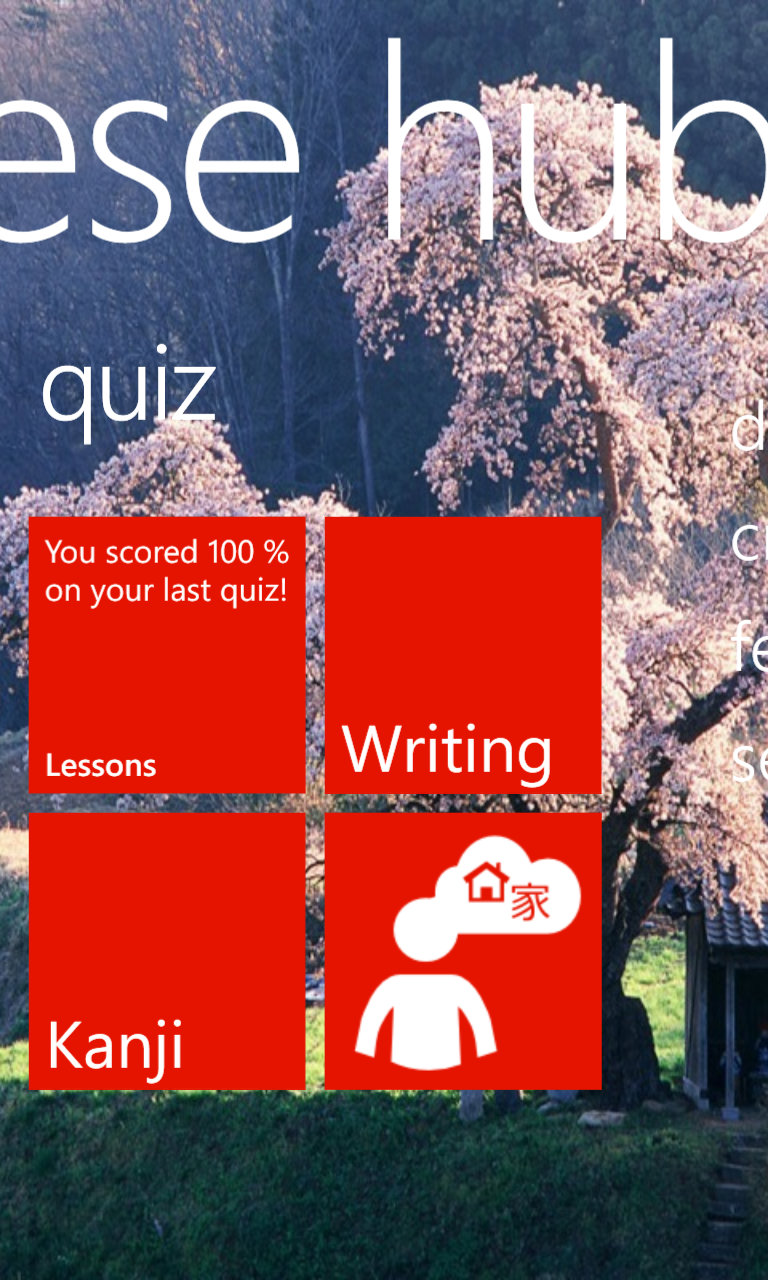 ese hub
quiz
You scored 100 %
on your last quiz!
Lessons
Writing
Kanji
家
d
c
fe
se